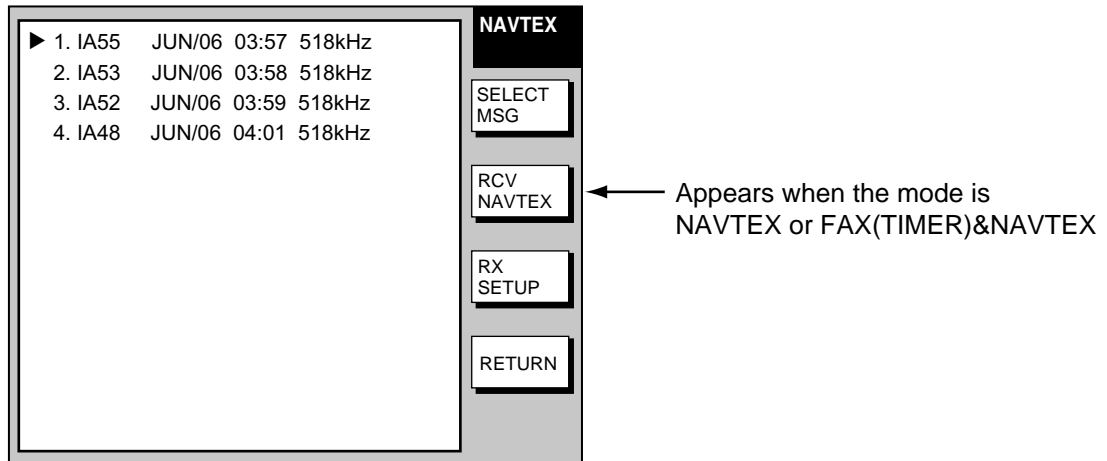 ▶ 1. IA55 JUN/06 03:57 518kHz
2. IA53 JUN/06 03:58 518kHz
3. IA52 JUN/06 03:59 518kHz
4. IA48 JUN/06 04:01 518kHz
NAVTEX
SELECT
MSG
RCV
NAVTEX
RX
SETUP
RETURN
Appears when the mode is
NAVTEX or FAX(TIMER)&NAVTEX